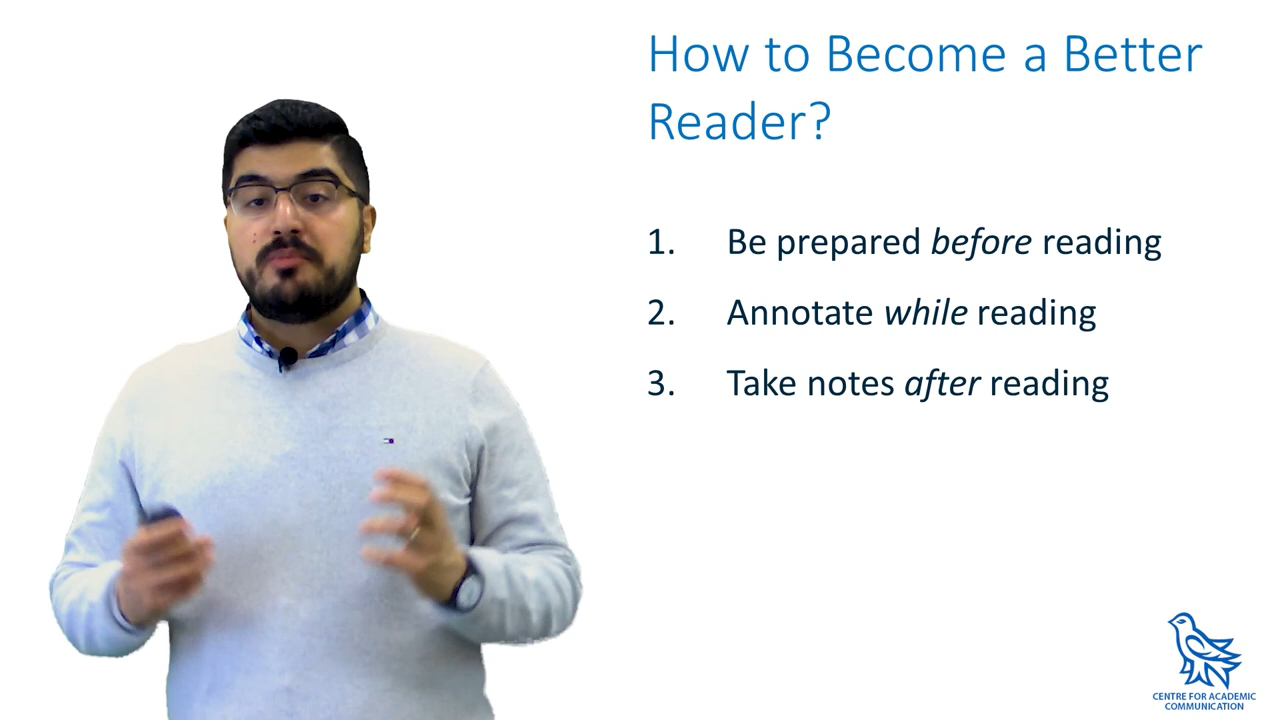 How to Become a Better
Reader?
1. Be prepared before reading
2. Annotate while reading
3. Take notes after reading
CENTRE FOR ACADEMIC
COMMUNICATION